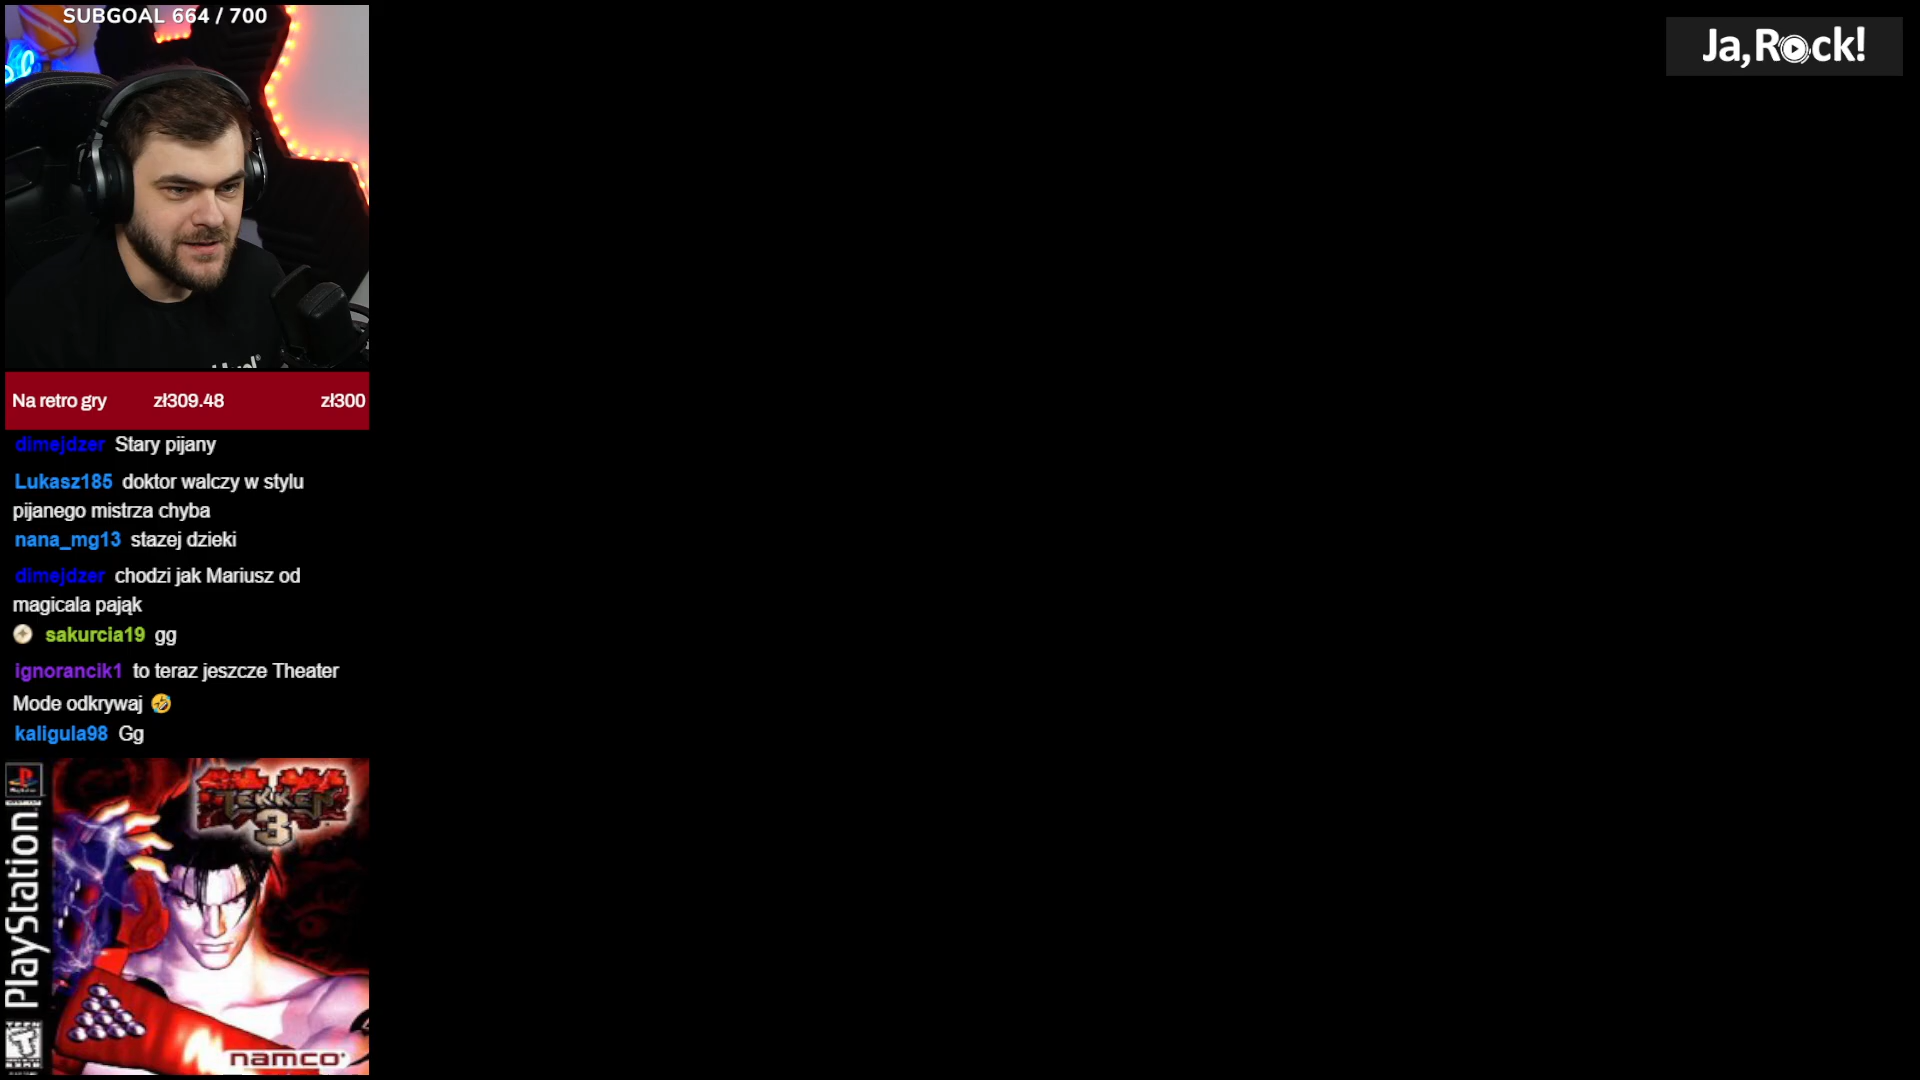 SUBGOAL 664 / 700
Ja,Rock!
Na retro gry zł309.48 zł300
dimejdzer Stary pijany
Lukasz185 doktor walczy w stylu
pijanego mistrza chyba
nana_mg13 stazej dzieki
dimejdzer chodzi jak Mariusz od
magicala pająk
sakurcia19 gg
ignorancik1 to teraz jeszcze Theater
Mode odkrywaj 🤣
kaligula98 Gg
PlayStation
TEKKEN
3
TEEN
T
namco